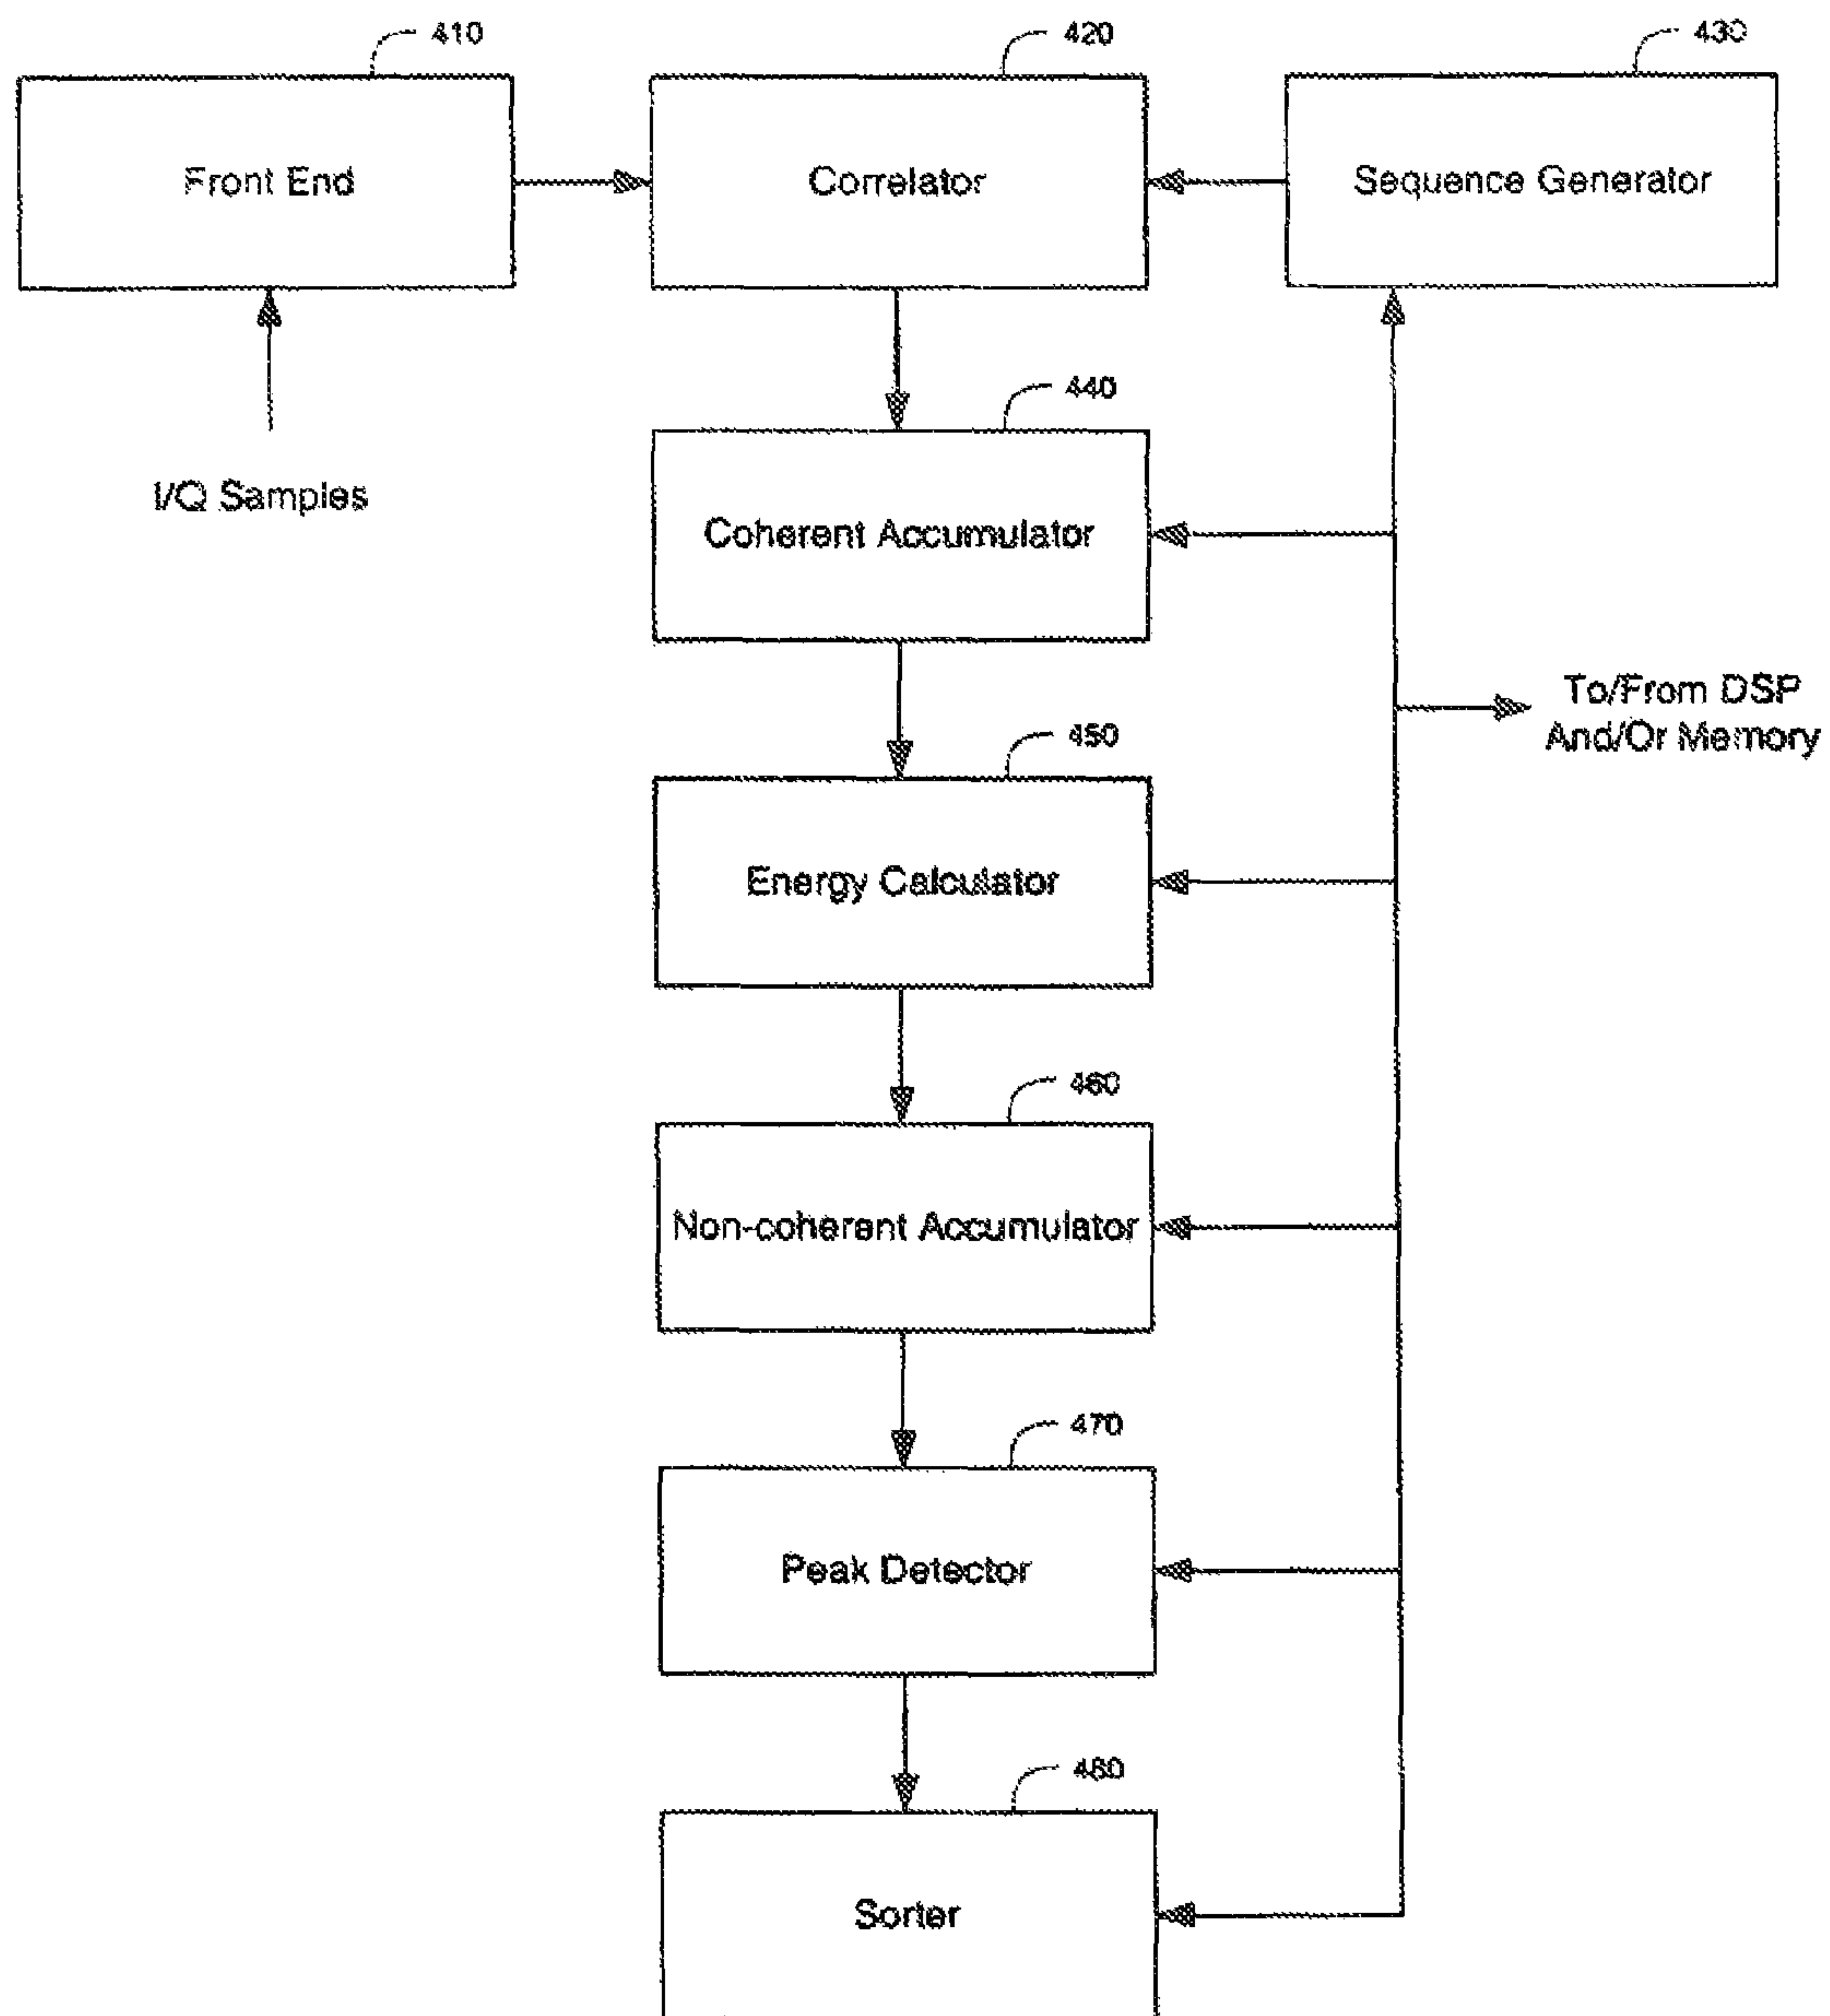 410
420
430
Front End
Correlator
Sequence Generator
440
I/Q Samples
Coherent Accumulator
To/From DSP
And/Or Memory
450
Energy Calculator
460
Non-coherent Accumulator
470
Peak Detector
480
Sorter